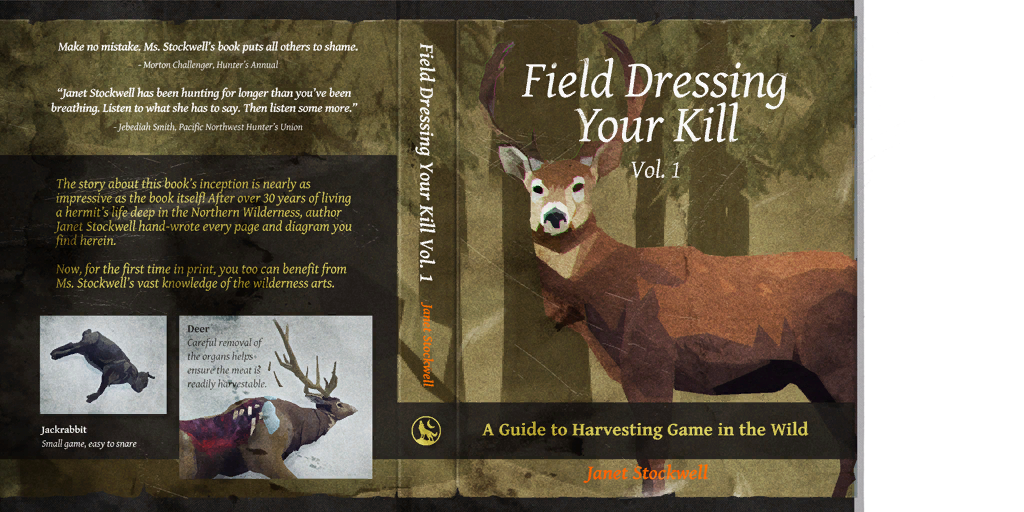 Make no mistake, Ms. Stockwell's book puts all others to shame.
- Morton Challenger, Hunter's Annual
"Janet Stockwell has been hunting for longer than you've been
breathing. Listen to what she has to say. Then listen some more."
- Jebediah Smith, Pacific Northwest Hunter's Union
The story about this book's inception is nearly as
impressive as the book itself! After over 30 years of living
a hermit's life deep in the Northern Wilderness, author
Janet Stockwell hand-wrote every page and diagram you
find herein.
Now, for the first time in print, you too can benefit from
Ms. Stockwell's vast knowledge of the wilderness arts.
Jackrabbit
Small game, easy to snare
Deer
Careful removal of
the organs helps
ensure the meat is
readily harvestable.
Field Dressing Your Kill Vol. 1
Janet Stockwell
Field Dressing
Your Kill
Vol. 1
A Guide to Harvesting Game in the Wild
Janet Stockwell